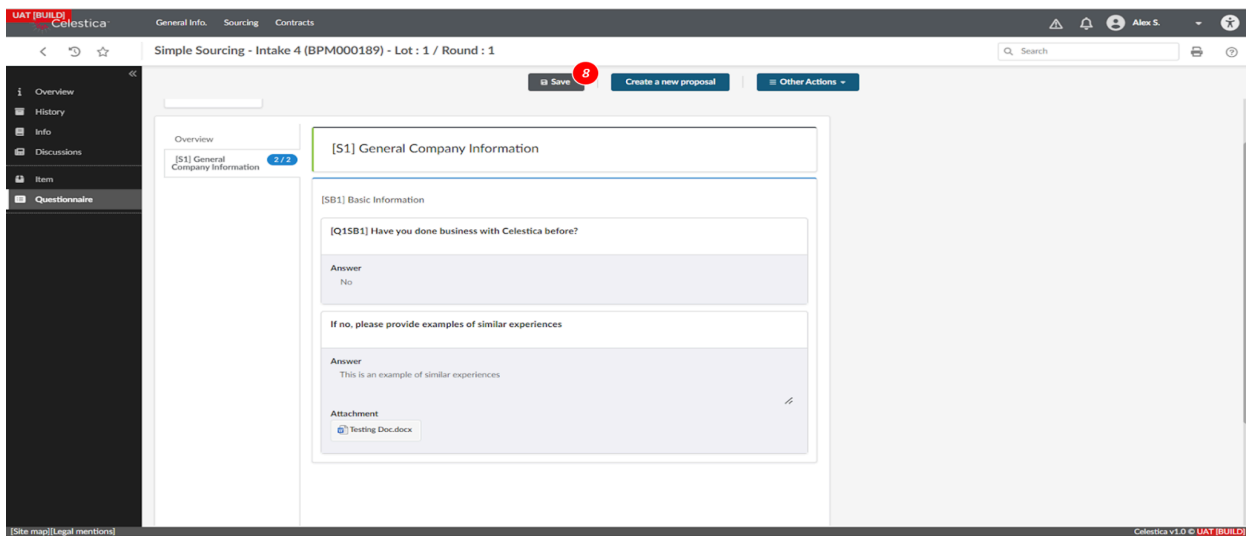 UAT [BUILD]
Celestica
General Info. Sourcing Contracts
Alex S.
Simple Sourcing - Intake 4 (BPM000189) - Lot : 1 / Round : 1
Search
Save
8
Create a new proposal
Other Actions
Overview
History
Info
Discussions
Item
Questionnaire
Overview
[S1] General
Company Information
2 / 2
[S1] General Company Information
[SB1] Basic Information
[Q1SB1] Have you done business with Celestica before?
Answer
No
If no, please provide examples of similar experiences
Answer
This is an example of similar experiences
Attachment
Testing Doc.docx
[Site map][Legal mentions]
Celestica v1.0 © UAT [BUILD]